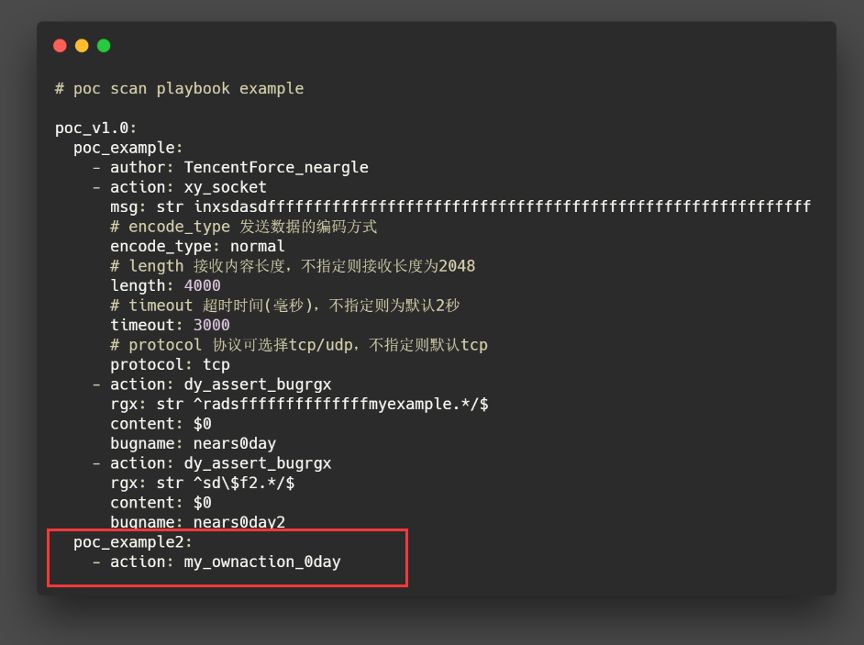 # poc scan playbook example
poc_v1.0:
poc_example:
- author: TencentForce_neargle
- action: xy_socket
msg: str inxsdasdfffffffffffffffffffffffffffffffffffffffffffffffffffffffffff
# encode_type 发送数据的编码方式
encode_type: normal
# length 接收内容长度，不指定则接收长度为2048
length: 4000
# timeout 超时时间(毫秒)，不指定则为默认2秒
timeout: 3000
# protocol 协议可选择tcp/udp，不指定则默认tcp
protocol: tcp
- action: dy_assert_bugrgx
rgx: str ^radsffffffffffffffmyexample.*/$
content: $0
bugname: nears0day
- action: dy_assert_bugrgx
rgx: str ^sd\$f2.*/$
content: $0
bugname: nears0day2
poc_example2:
- action: my_ownaction_0day